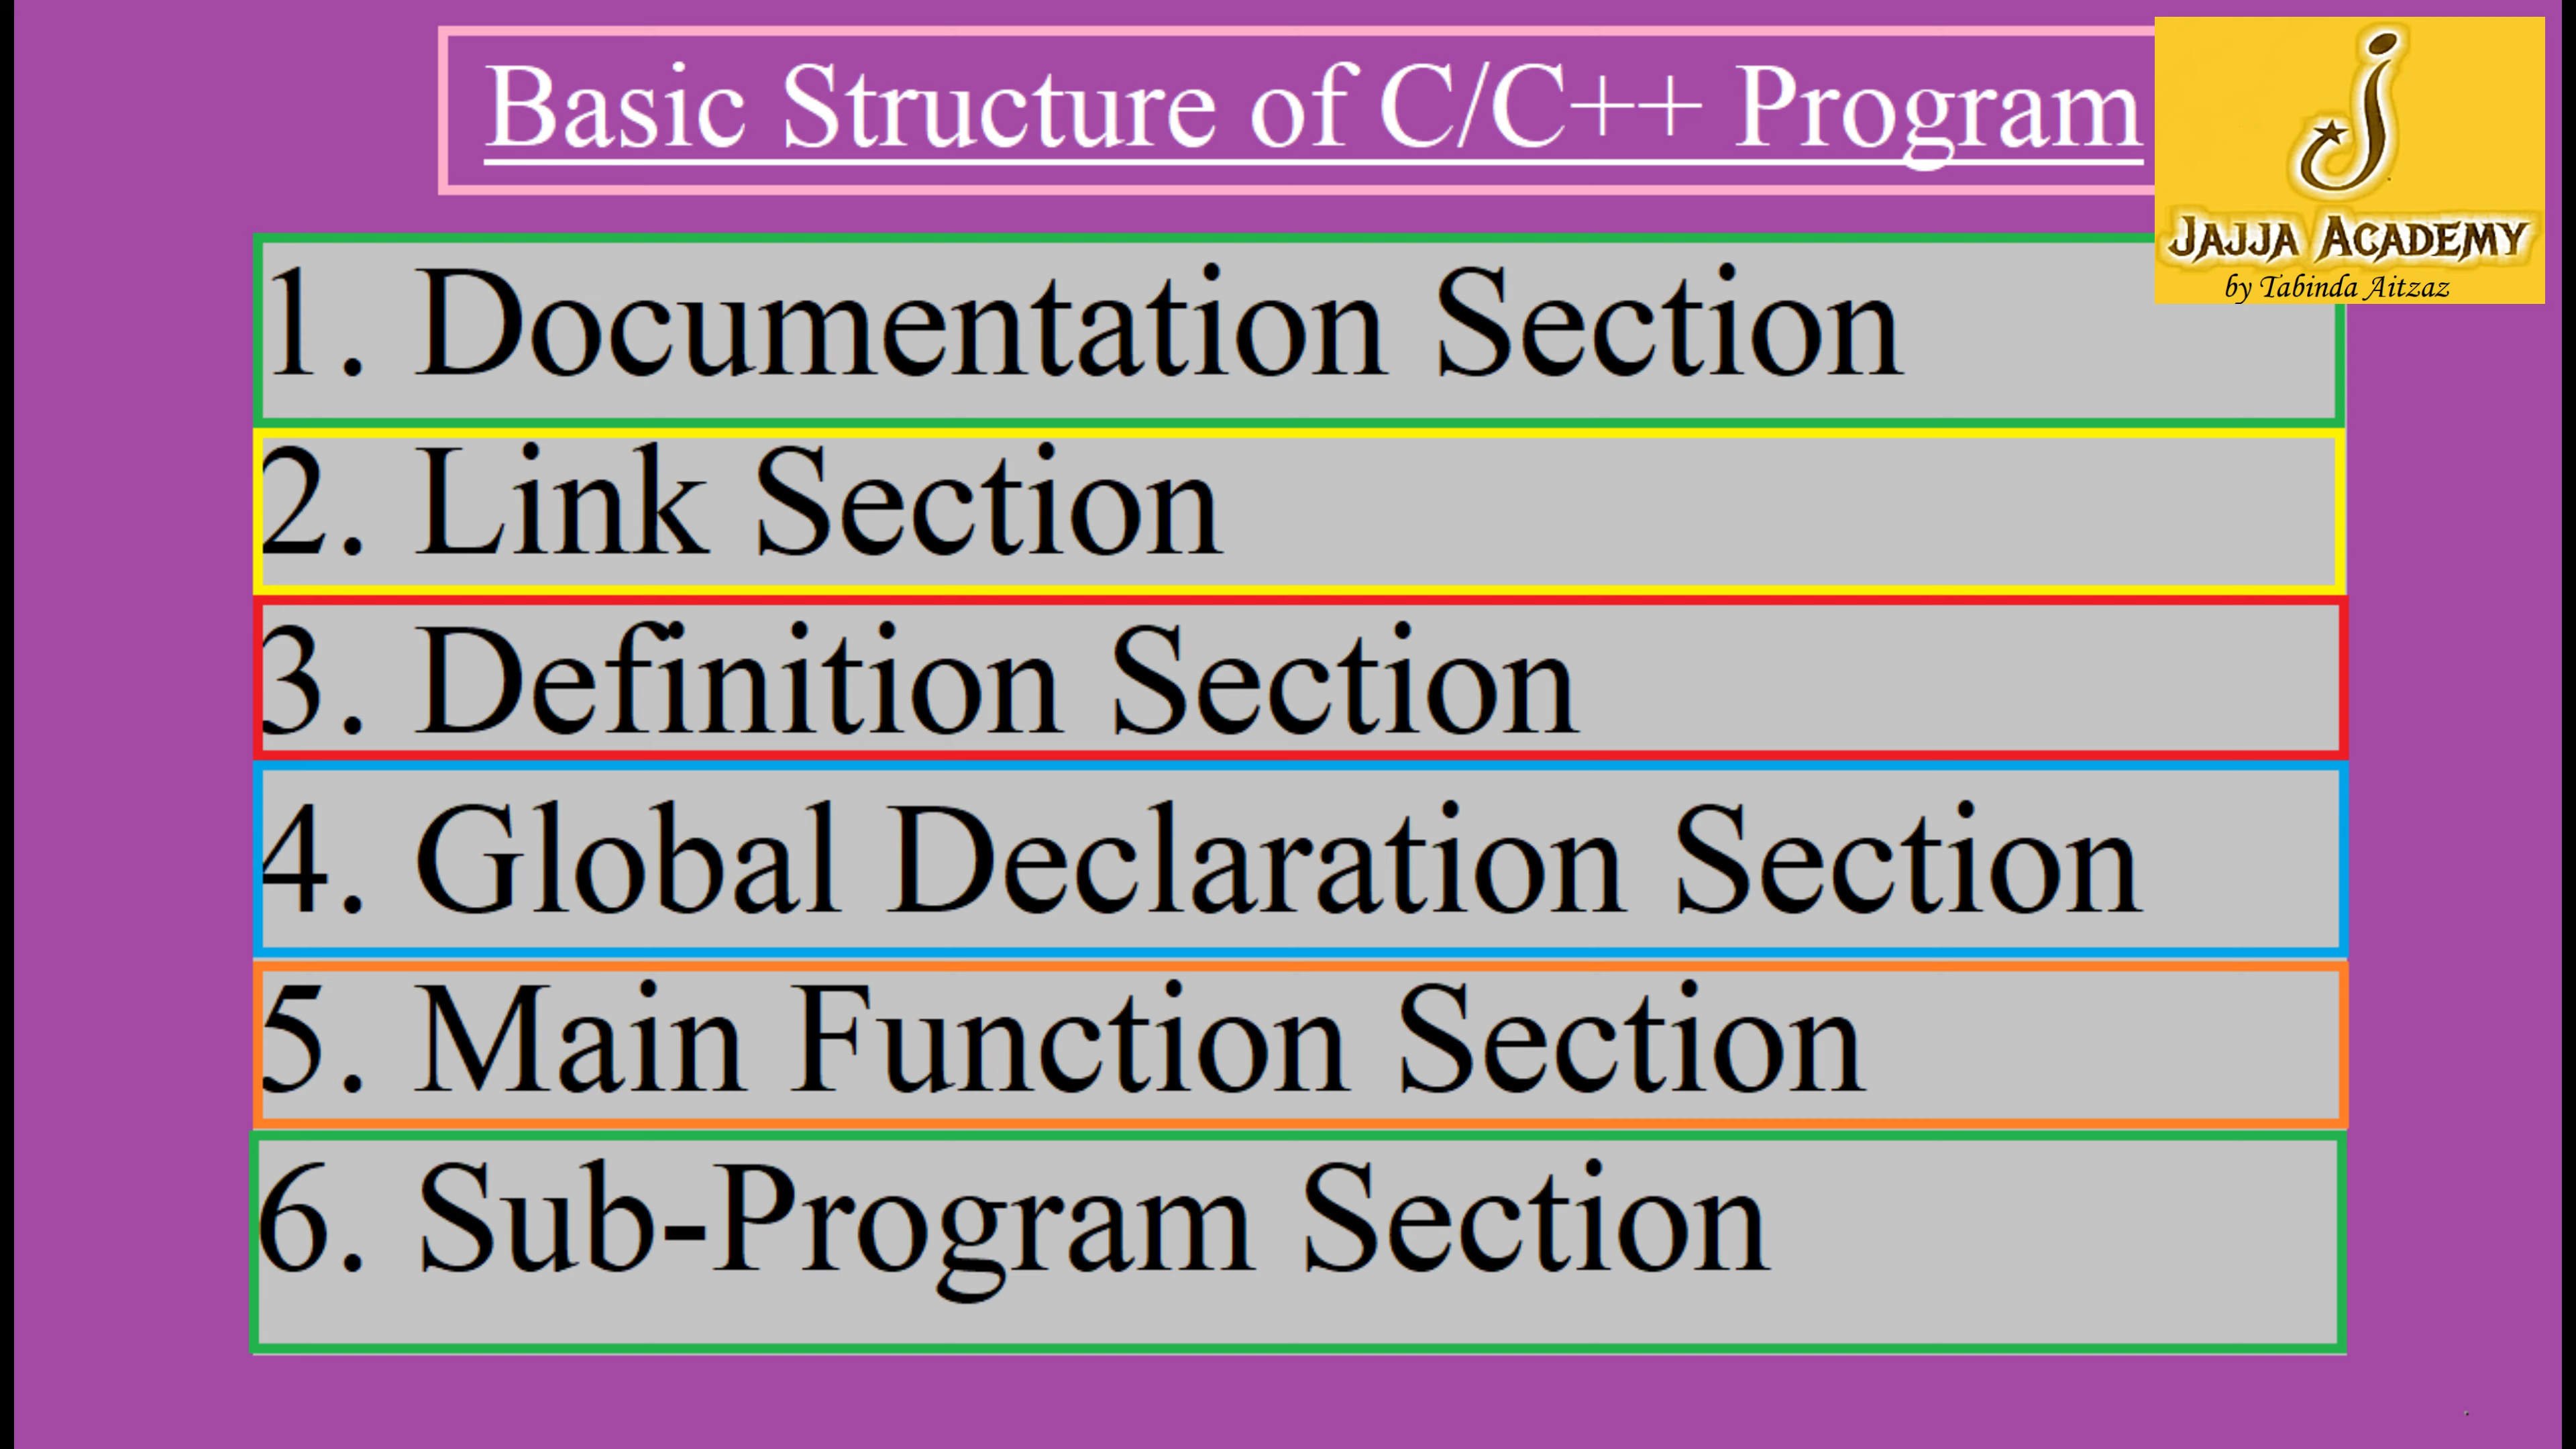 Basic Structure of C/C++ Program
JAJJA ACADEMY
by Tabinda Aitzaz
1. Documentation Section
2. Link Section
3. Definition Section
4. Global Declaration Section
5. Main Function Section
6. Sub-Program Section